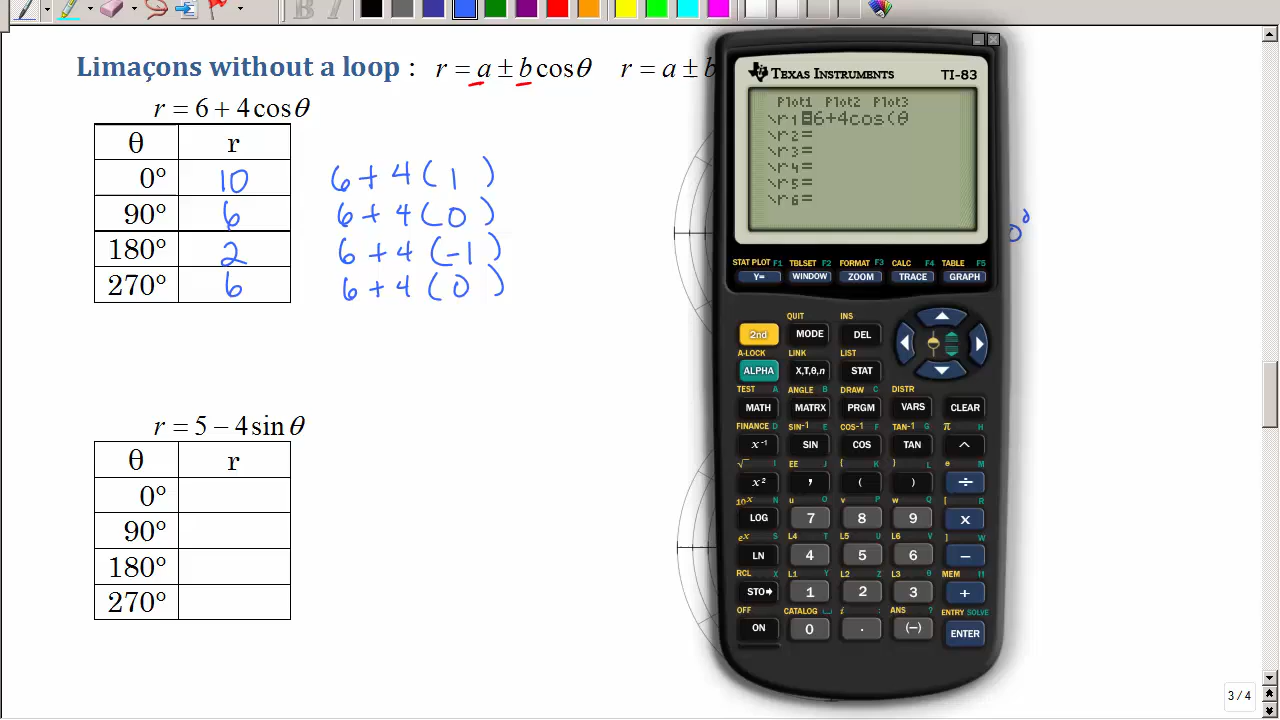 Limaçons without a loop : r = a ± b cos θ r = a ± b
r = 6 + 4 cos θ
θ r
0° 10 6 + 4 ( 1 )
90° 6 6 + 4 ( 0 )
180° 2 6 + 4 ( -1 )
270° 6 6 + 4 ( 0 )
r = 5 − 4 sin θ
θ r
0°
90°
180°
270°
TEXAS INSTRUMENTS TI-83
Plot1 Plot2 Plot3
\r1=6+4cos(θ
\r2=
\r3=
\r4=
\r5=
\r6=
STAT PLOT F1 TBLSET F2 FORMAT F3 CALC F4 TABLE F5
Y= WINDOW ZOOM TRACE GRAPH
QUIT INS
2nd MODE DEL
A-LOCK LINK LIST
ALPHA X,T,θ,n STAT
TEST A ANGLE B DRAW C DISTR
MATH MATRX PRGM VARS CLEAR
FINANCE D SIN⁻¹ E COS⁻¹ F TAN⁻¹ G π H
x⁻¹ SIN COS TAN ^
√ I EE J { K } L e M
x² , ( ) ÷
10ˣ N u O v P w Q [ R
LOG 7 8 9 x
eˣ S L4 T L5 U L6 V ] W
LN 4 5 6 −
RCL X L1 Y L2 Z L3 θ MEM "
STO➔ 1 2 3 +
OFF CATALOG ⎵ i : ANS ? ENTRY SOLVE
ON 0 . (−) ENTER
3/4